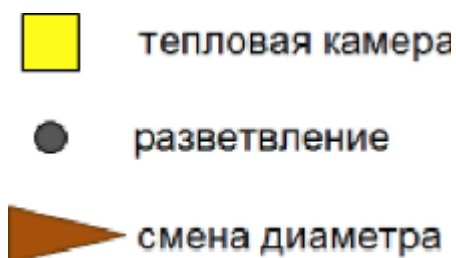 тепловая камера
разветвление
смена диаметра